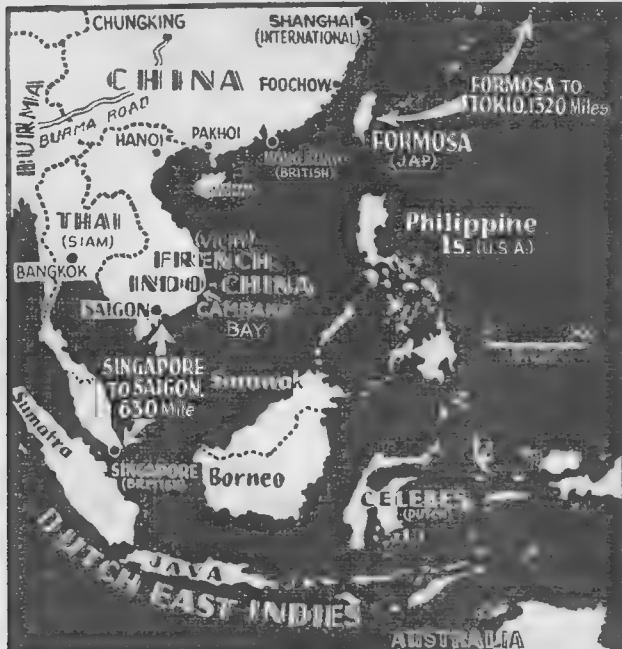 CHUNGKING
SHANGHAI
(INTERNATIONAL)
CHINA
FOOCHOW
FORMOSA TO
TOKIO, 1320 Miles
BURMA
BURMA ROAD
HANOI
PAKHOI
(BRITISH)
FORMOSA
(JAP)
THAI
(SIAM)
BANGKOK
(VICHY)
FRENCH
INDO-CHINA
Philippine
Is. (U.S.A.)
SAIGON
BAY
SINGAPORE
TO SAIGON,
630 Mile
Sarawak
Sumatra
SINGAPORE
(BRITISH)
Borneo
CELEBES
(DUTCH)
JAVA
DUTCH EAST INDIES
AUSTRALIA